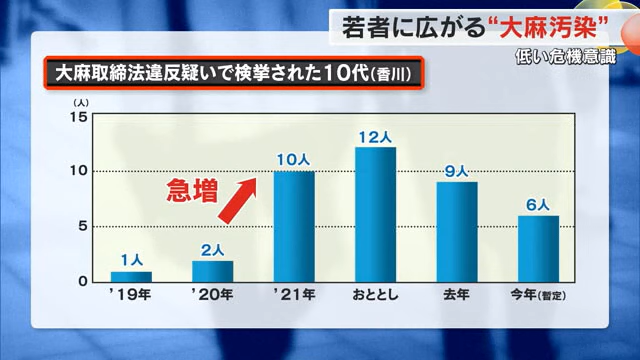 若者に広がる“大麻汚染”
低い危機意識
大麻取締法違反疑いで検挙された10代(香川)
(人)
15
10
5
0
1人
2人
10人
12人
9人
6人
急増
'19年
'20年
'21年
おととし
去年
今年(暫定)